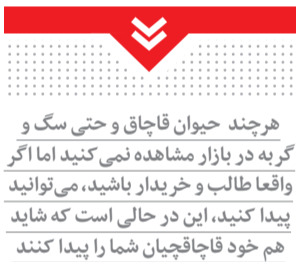 هرچند حیوان قاچاق و حتی سگ و
گربه در بازار مشاهده نمی‌کنید اما اگر
واقعا طالب و خریدار باشید، می‌توانید
پیدا کنید، این در حالی است که شاید
هم خود قاچاقچیان شما را پیدا کنند